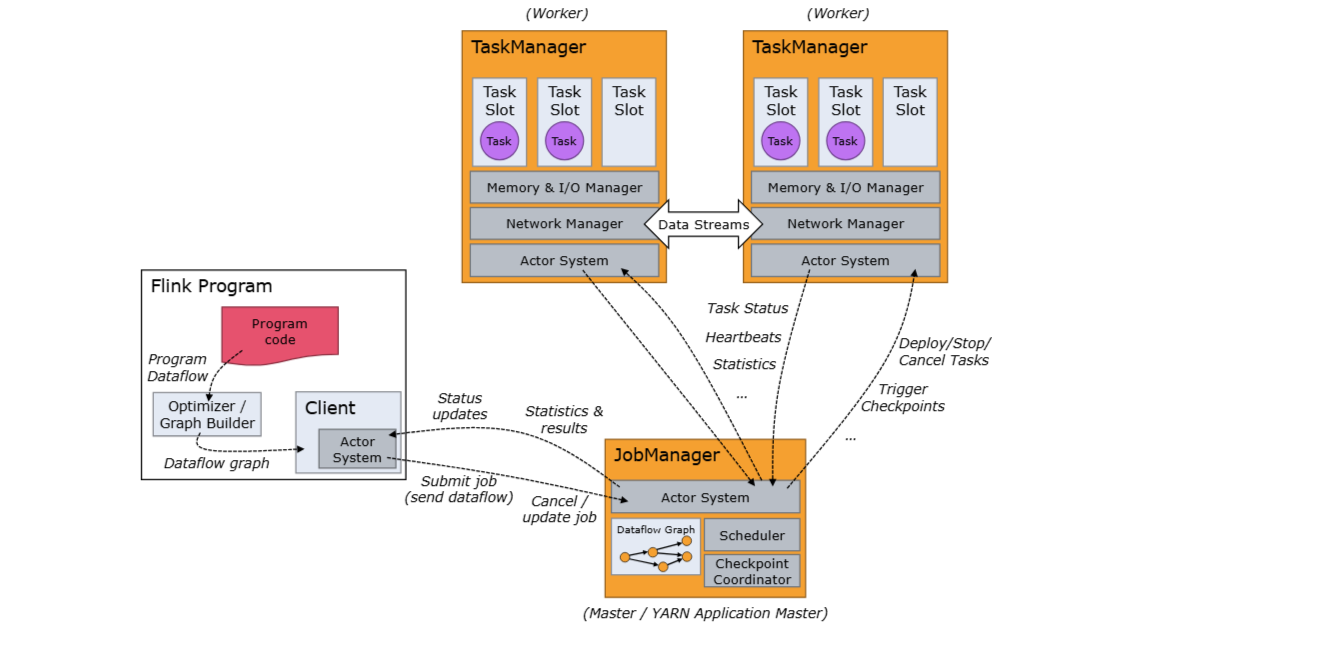 (Worker)
TaskManager
Task
Slot
Task
Task
Slot
Task
Task
Slot
Memory & I/O Manager
Network Manager
Actor System
(Worker)
TaskManager
Task
Slot
Task
Task
Slot
Task
Task
Slot
Memory & I/O Manager
Network Manager
Actor System
Data Streams
Flink Program
Program
code
Program
Dataflow
Optimizer /
Graph Builder
Dataflow graph
Client
Actor
System
Status
updates
Statistics &
results
Submit job
(send dataflow)
Cancel /
update job
Task Status
Heartbeats
Statistics
...
Deploy/Stop/
Cancel Tasks
Trigger
Checkpoints
...
JobManager
Actor System
Dataflow Graph
Scheduler
Checkpoint
Coordinator
(Master / YARN Application Master)